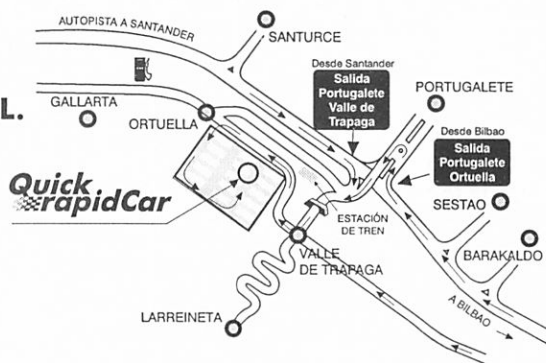 AUTOPISTA A SANTANDER
SANTURCE
Desde Santander
Salida
Portugalete
Valle de
Trapaga
PORTUGALETE
L.
GALLARTA
ORTUELLA
Desde Bilbao
Salida
Portugalete
Ortuella
Quick
rapidCar
SESTAO
ESTACIÓN
DE TREN
BARAKALDO
VALLE
DE TRAPAGA
A BILBAO
LARREINETA